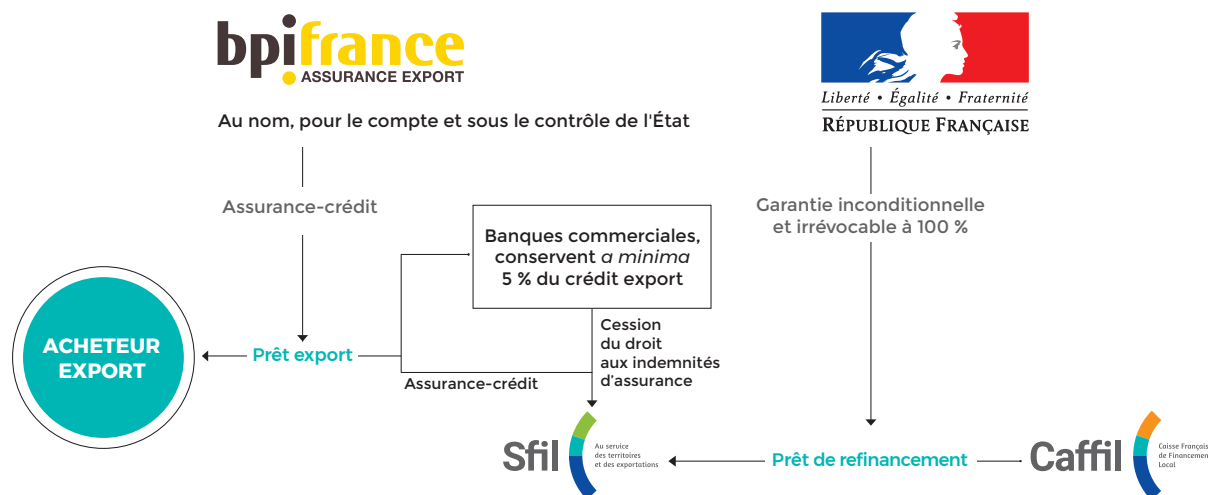 bpifrance
ASSURANCE EXPORT
Au nom, pour le compte et sous le contrôle de l'État
Liberté • Égalité • Fraternité
RÉPUBLIQUE FRANÇAISE
Assurance-crédit
Garantie inconditionnelle
et irrévocable à 100 %
Banques commerciales,
conservent a minima
5 % du crédit export
ACHETEUR
EXPORT
Prêt export
Assurance-crédit
Cession
du droit
aux indemnités
d'assurance
Sfil
Au service
des territoires
et des exportations
Prêt de refinancement
Caffil
Caisse Français
de Financement
Local